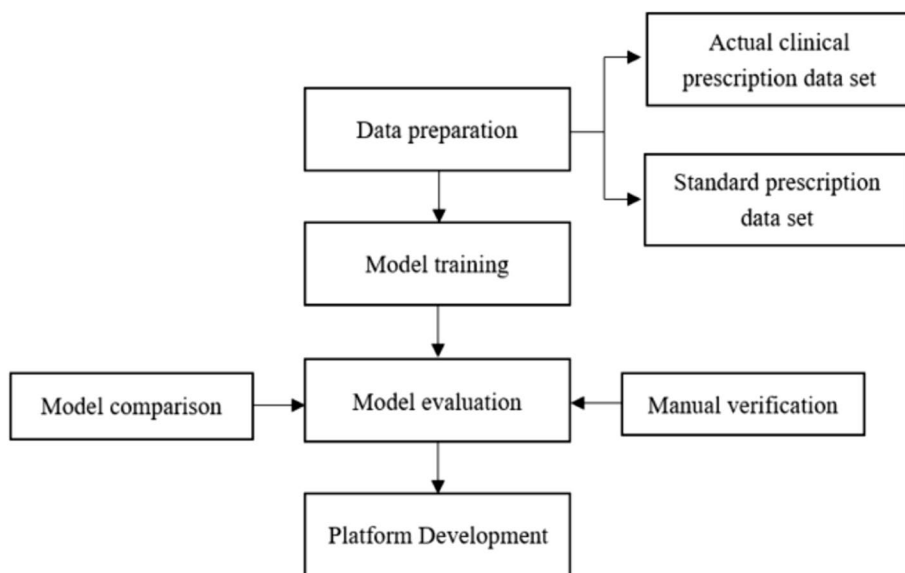 Actual clinical
prescription data set
Data preparation
Standard prescription
data set
Model training
Model comparison
Model evaluation
Manual verification
Platform Development